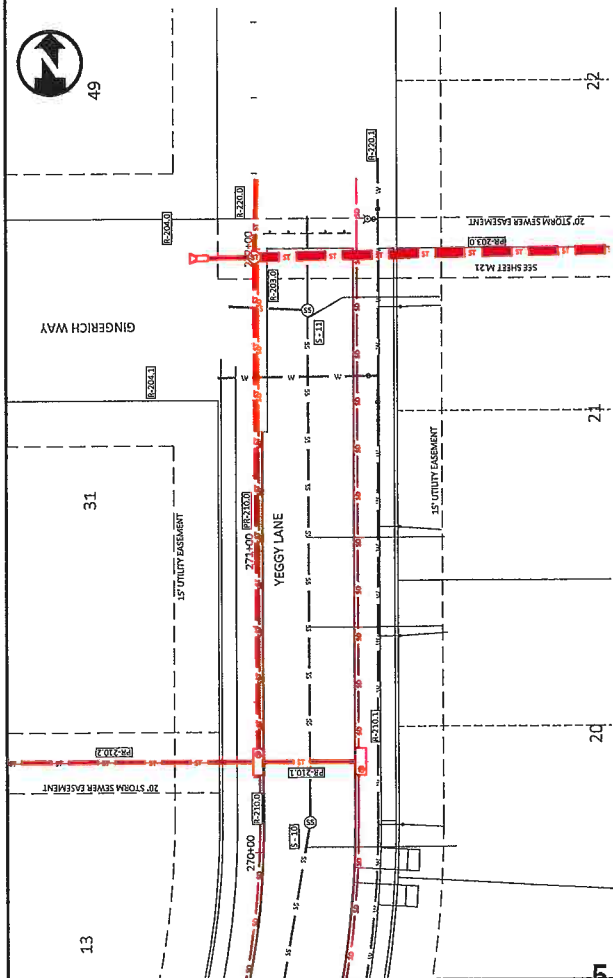 N
49
22
R-204.0
R-220.0
R-220.1
272+00
20' STORM SEWER EASEMENT
PR-203.0
SEE SHEET M.21
R-203.0
GINGERICH WAY
S - 11
R-204.1
31
21
15' UTILITY EASEMENT
15' UTILITY EASEMENT
271+00
PR-210.0
YEGGY LANE
PR-210.2
PR-210.1
R-210.1
20
20' STORM SEWER EASEMENT
R-210.0
270+00
S - 10
13